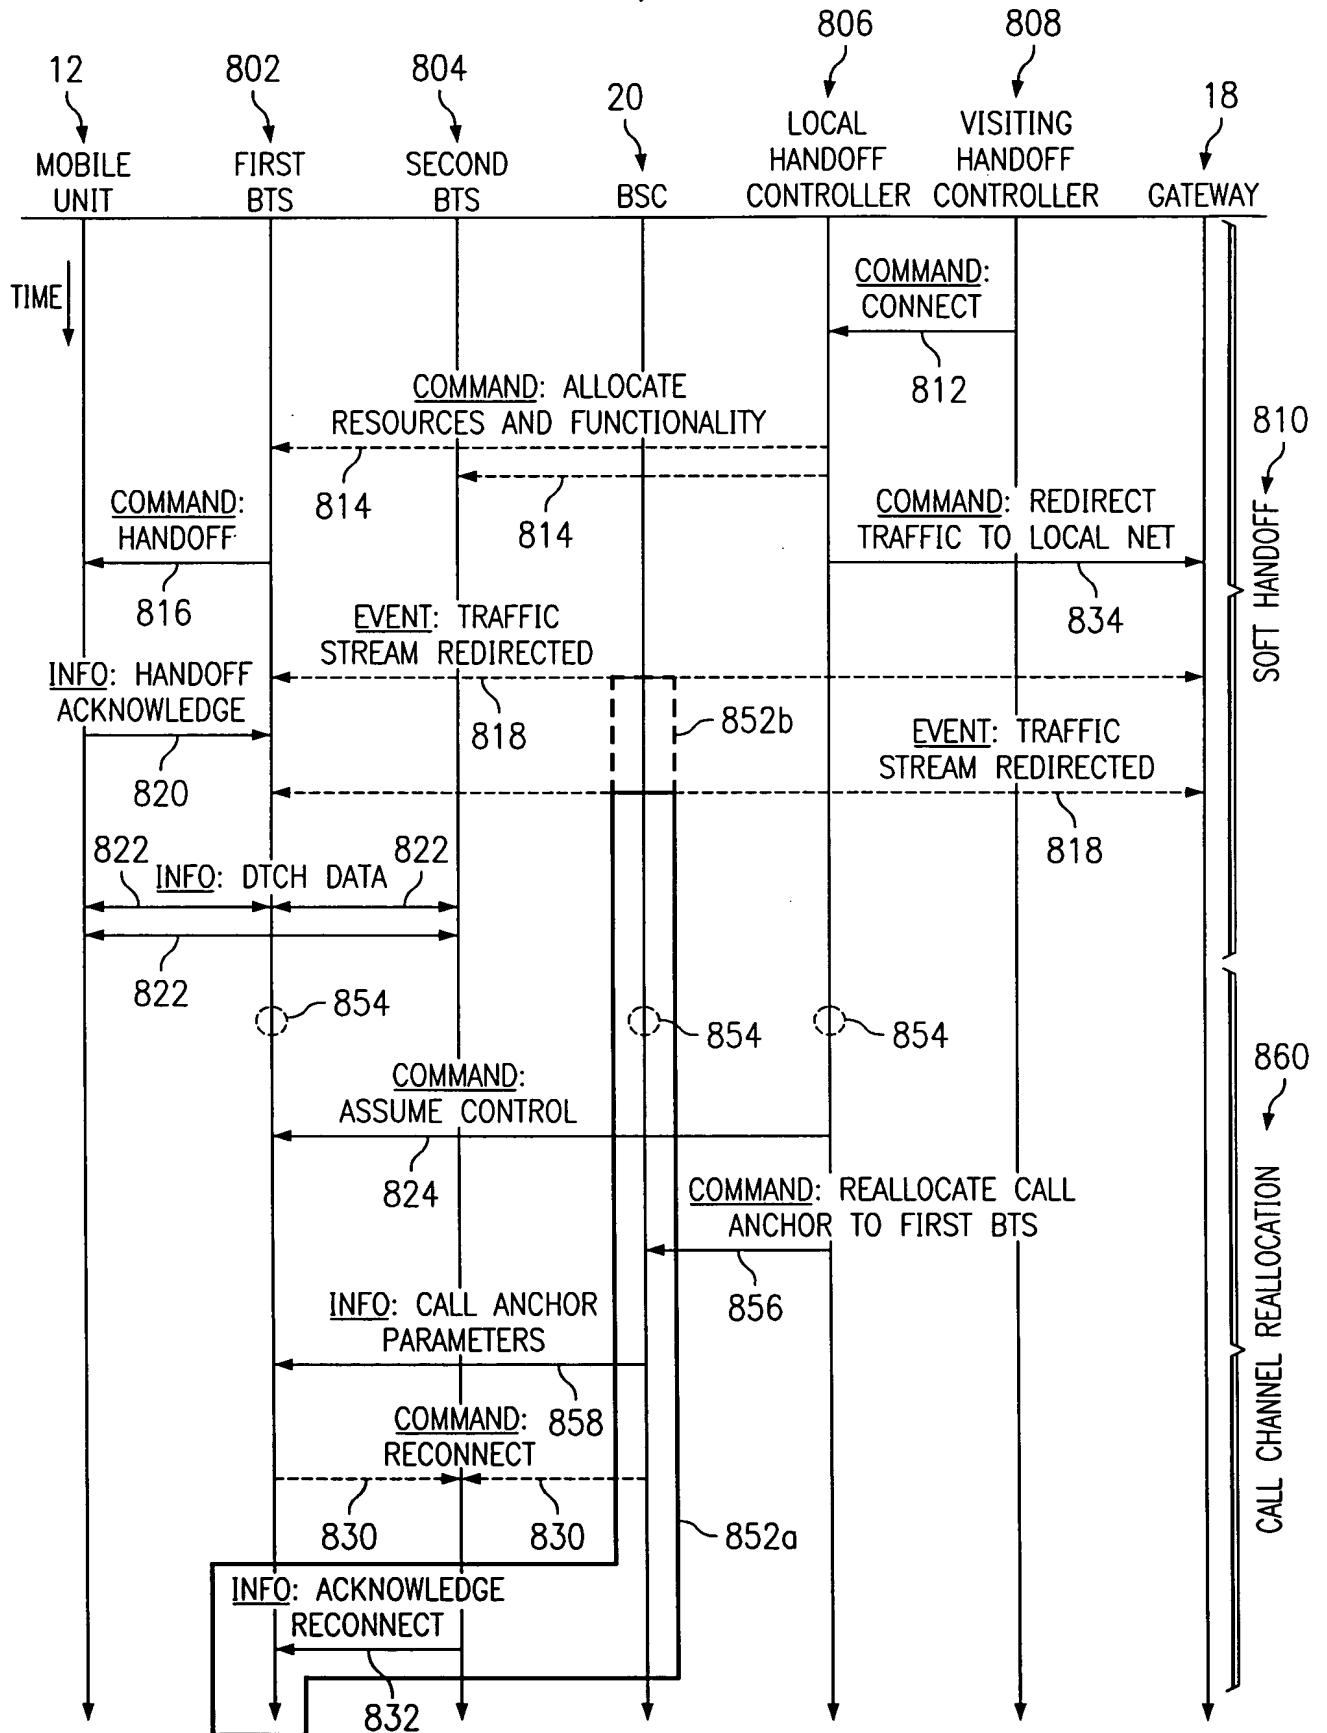 806
808
12
802
804
20
18
MOBILE
UNIT
FIRST
BTS
SECOND
BTS
BSC
LOCAL
HANDOFF
CONTROLLER
VISITING
HANDOFF
CONTROLLER
GATEWAY
TIME
COMMAND:
CONNECT
812
COMMAND: ALLOCATE
RESOURCES AND FUNCTIONALITY
814
814
810
SOFT HANDOFF
COMMAND:
HANDOFF
816
COMMAND: REDIRECT
TRAFFIC TO LOCAL NET
834
EVENT: TRAFFIC
STREAM REDIRECTED
818
INFO: HANDOFF
ACKNOWLEDGE
820
852b
EVENT: TRAFFIC
STREAM REDIRECTED
818
822
822
INFO: DTCH DATA
822
854
854
854
860
CALL CHANNEL REALLOCATION
COMMAND:
ASSUME CONTROL
824
COMMAND: REALLOCATE CALL
ANCHOR TO FIRST BTS
856
INFO: CALL ANCHOR
PARAMETERS
858
COMMAND:
RECONNECT
830
830
852a
INFO: ACKNOWLEDGE
RECONNECT
832